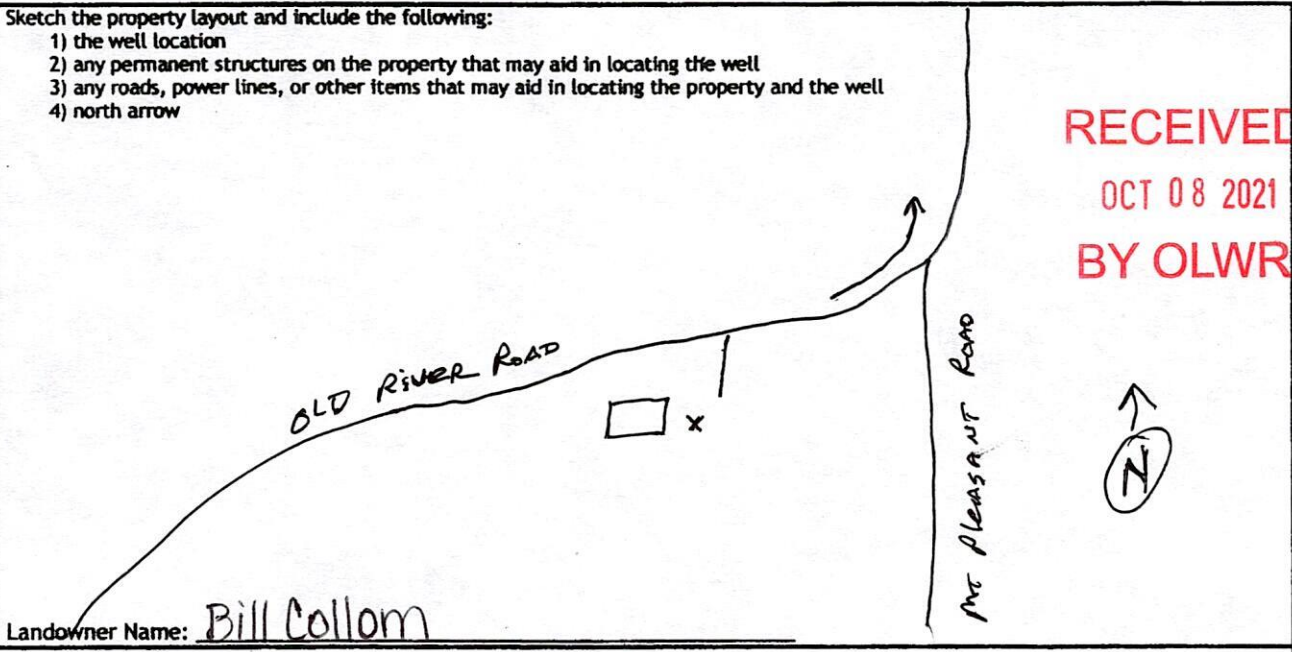 Sketch the property layout and include the following:
1) the well location
2) any permanent structures on the property that may aid in locating the well
3) any roads, power lines, or other items that may aid in locating the property and the well
4) north arrow
RECEIVED
OCT 08 2021
BY OLWR
OLD RIVER ROAD
x
Mt Pleasant Road
N
Landowner Name: Bill Collom